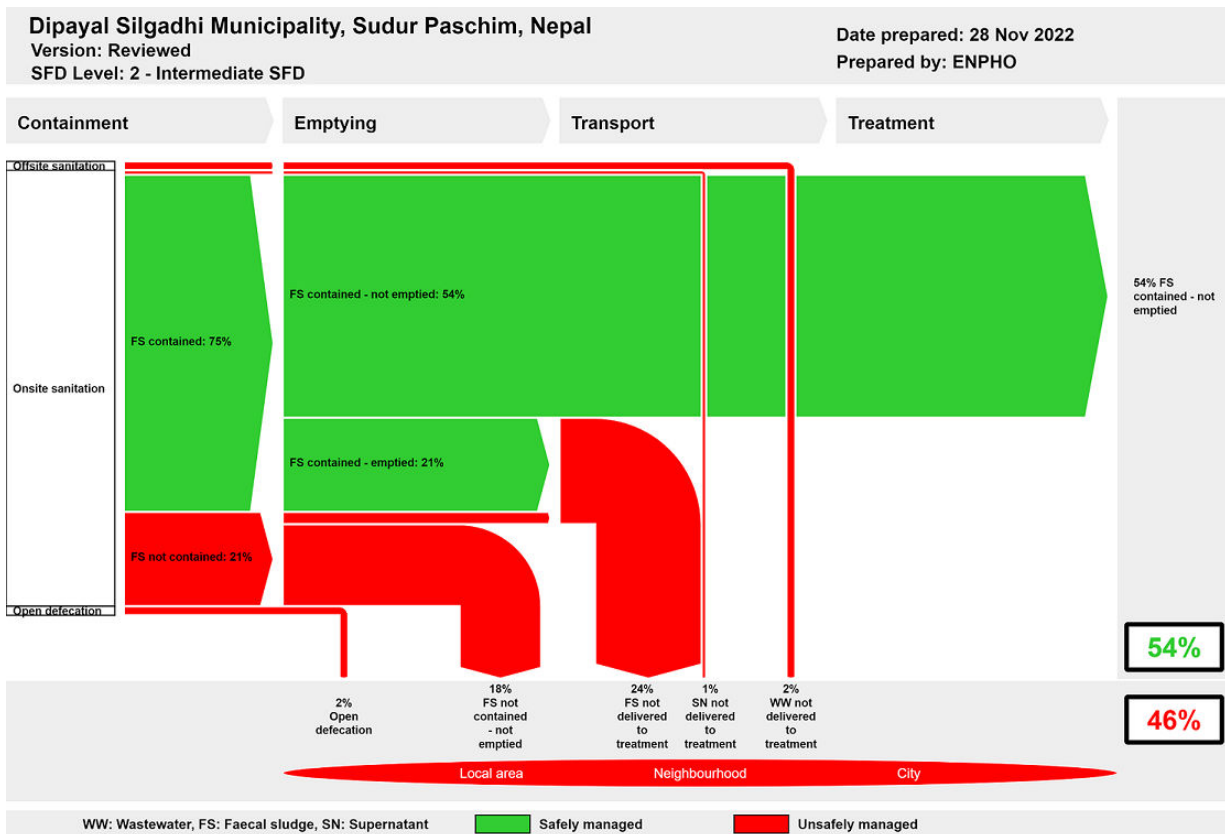 Dipayal Silgadhi Municipality, Sudur Paschim, Nepal
Version: Reviewed
SFD Level: 2 - Intermediate SFD
Date prepared: 28 Nov 2022
Prepared by: ENPHO
Containment
Emptying
Transport
Treatment
Offsite sanitation
FS contained - not emptied: 54%
54% FS
contained - not
emptied
FS contained: 75%
Onsite sanitation
FS contained - emptied: 21%
FS not contained: 21%
Open defecation
54%
2%
Open
defecation
18%
FS not
contained
- not
emptied
24%
FS not
delivered
to
treatment
1%
SN not
delivered
to
treatment
2%
WW not
delivered
to
treatment
46%
Local area
Neighbourhood
City
WW: Wastewater, FS: Faecal sludge, SN: Supernatant
Safely managed
Unsafely managed